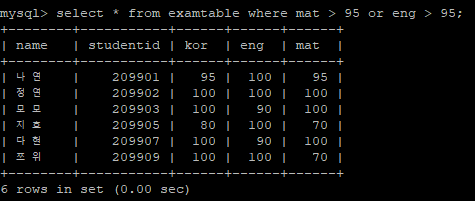 mysql> select * from examtable where mat > 95 or eng > 95;
+--------+-----------+------+------+------+
| name   | studentid | kor  | eng  | mat  |
+--------+-----------+------+------+------+
| 나연   |    209901 |   95 |  100 |   95 |
| 정연   |    209902 |  100 |  100 |  100 |
| 모모   |    209903 |  100 |   90 |  100 |
| 지효   |    209905 |   80 |  100 |   70 |
| 다현   |    209907 |  100 |   90 |  100 |
| 쯔위   |    209909 |  100 |  100 |   70 |
+--------+-----------+------+------+------+
6 rows in set (0.00 sec)